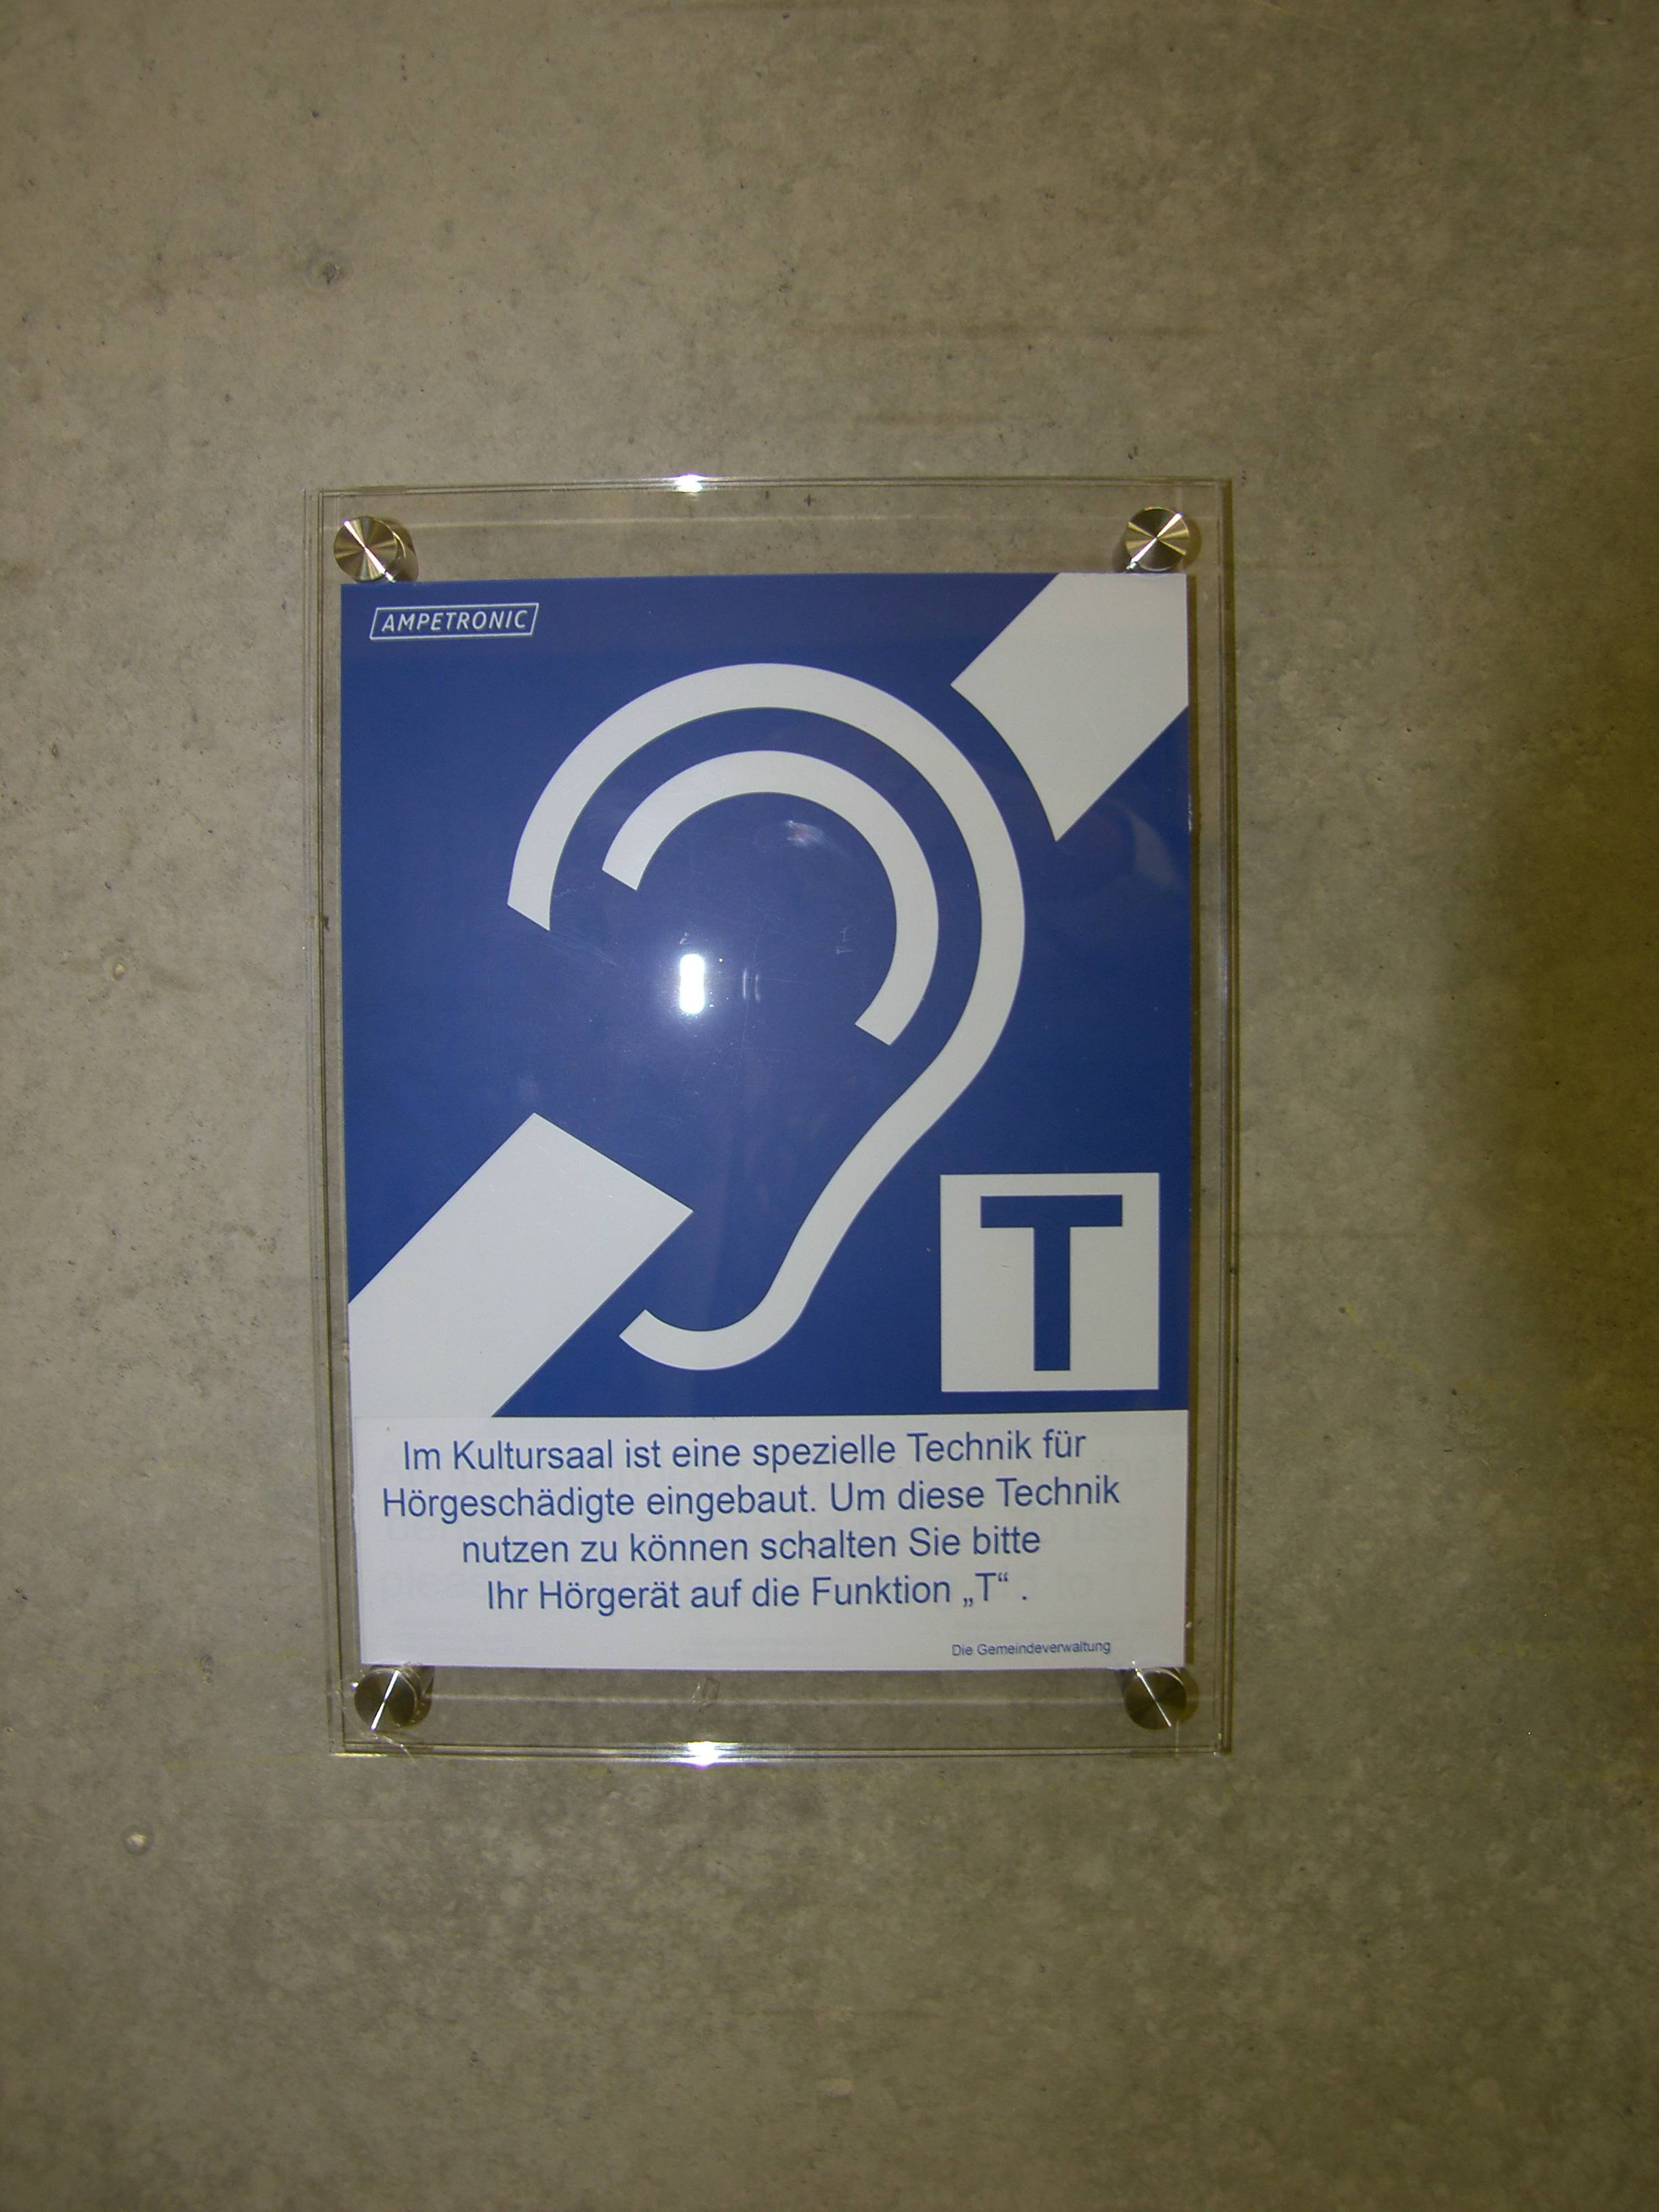 AMPETRONIC
T
Im Kultursaal ist eine spezielle Technik für
Hörgeschädigte eingebaut. Um diese Technik
nutzen zu können schalten Sie bitte
Ihr Hörgerät auf die Funktion „T“ .
Die Gemeindeverwaltung